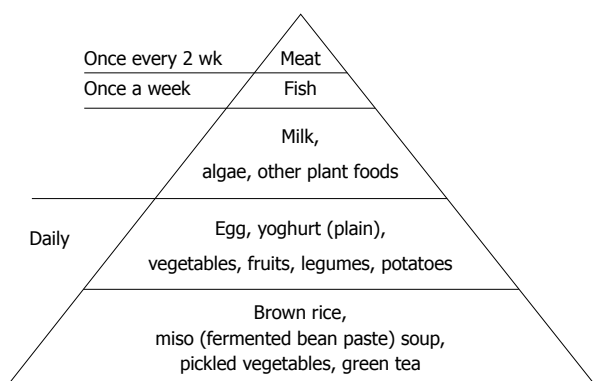 Once every 2 wk Meat
Once a week Fish
Milk,
algae, other plant foods
Daily
Egg, yoghurt (plain),
vegetables, fruits, legumes, potatoes
Brown rice,
miso (fermented bean paste) soup,
pickled vegetables, green tea